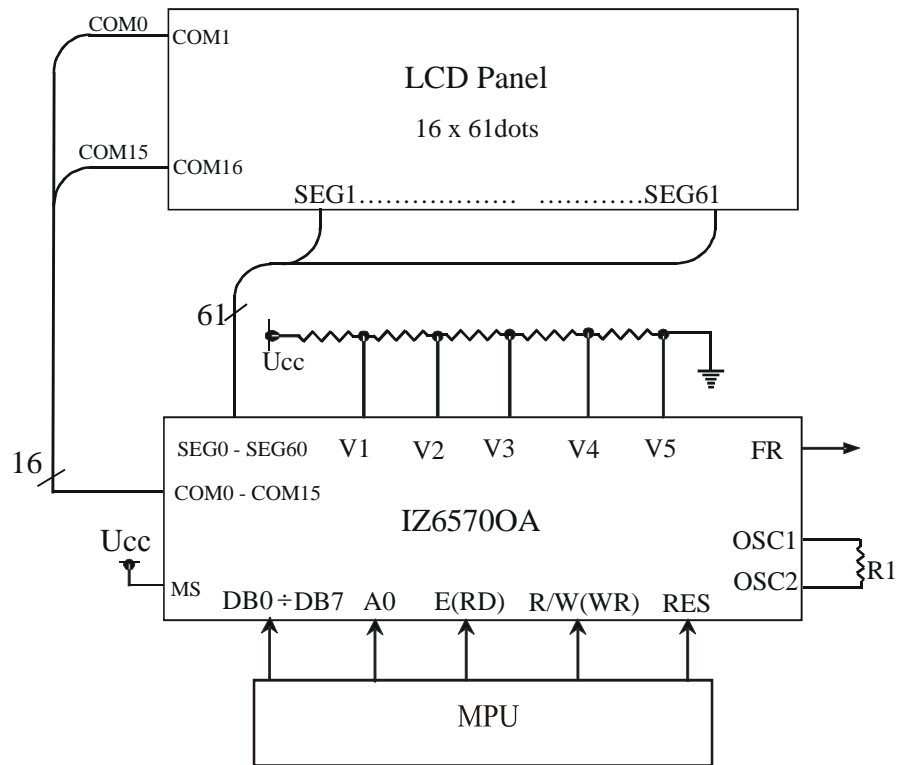 COM0
COM1
LCD Panel
16 x 61dots
COM15
COM16
SEG1.................. ............SEG61
61
Ucc
SEG0 - SEG60 V1 V2 V3 V4 V5 FR
16
COM0 - COM15
IZ6570OA
Ucc
OSC1
R1
OSC2
MS
DB0÷DB7 A0 E(RD) R/W(WR) RES
MPU